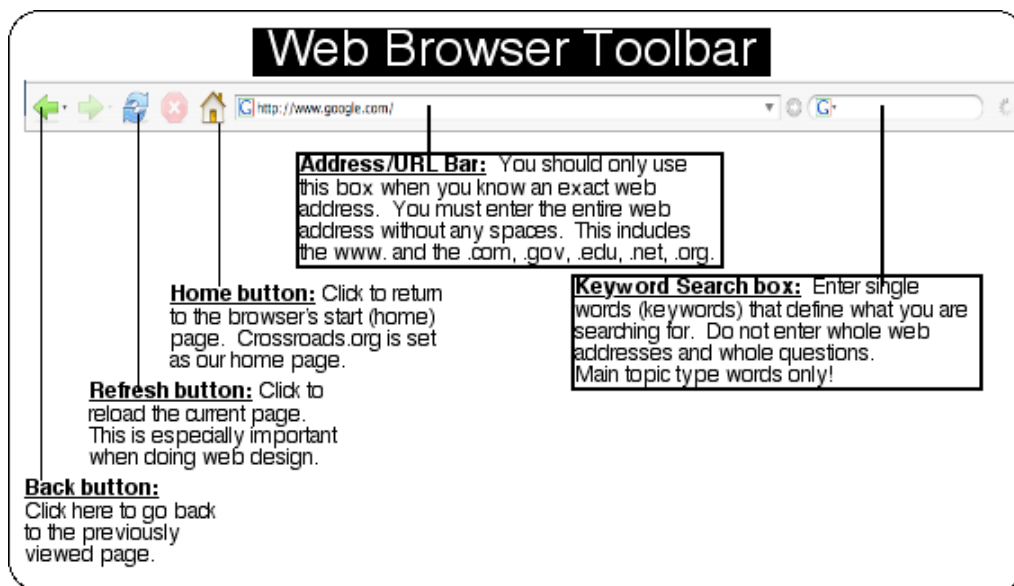 Web Browser Toolbar
http://www.google.com/
Address/URL Bar: You should only use
this box when you know an exact web
address. You must enter the entire web
address without any spaces. This includes
the www. and the .com, .gov, .edu, .net, .org.
Keyword Search box: Enter single
words (keywords) that define what you are
searching for. Do not enter whole web
addresses and whole questions.
Main topic type words only!
Home button: Click to return
to the browser's start (home)
page. Crossroads.org is set
as our home page.
Refresh button: Click to
reload the current page.
This is especially important
when doing web design.
Back button:
Click here to go back
to the previously
viewed page.